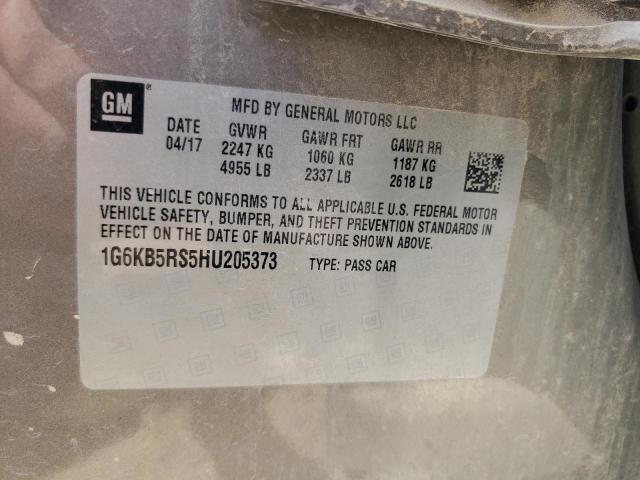 GM ®
MFD BY GENERAL MOTORS LLC
DATE GVWR GAWR FRT GAWR RR
04/17 2247 KG 1060 KG 1187 KG
4955 LB 2337 LB 2618 LB
THIS VEHICLE CONFORMS TO ALL APPLICABLE U.S. FEDERAL MOTOR
VEHICLE SAFETY, BUMPER, AND THEFT PREVENTION STANDARDS IN
EFFECT ON THE DATE OF MANUFACTURE SHOWN ABOVE.
1G6KB5RS5HU205373 TYPE: PASS CAR